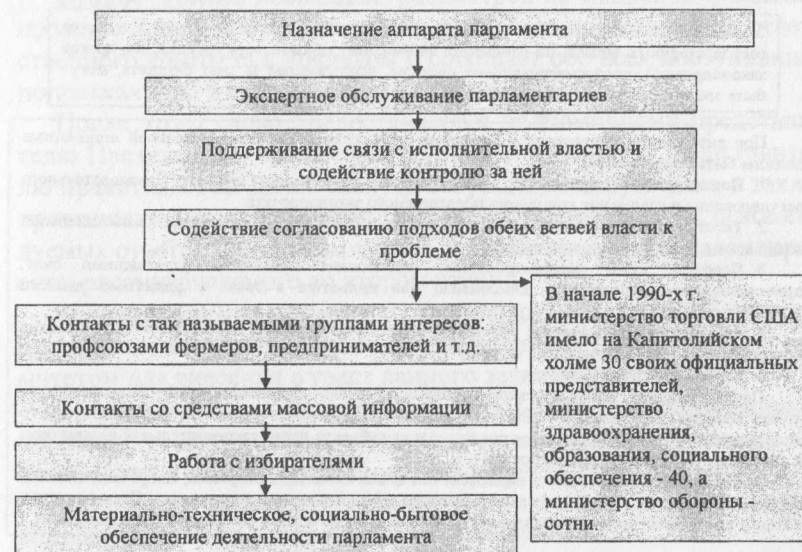 Назначение аппарата парламента
Экспертное обслуживание парламентариев
Поддерживание связи с исполнительной властью и
содействие контролю за ней
Содействие согласованию подходов обеих ветвей власти к
проблеме
Контакты с так называемыми группами интересов:
профсоюзами фермеров, предпринимателей и т.д.
Контакты со средствами массовой информации
Работа с избирателями
Материально-техническое, социально-бытовое
обеспечение деятельности парламента
В начале 1990-х г.
министерство торговли США
имело на Капитолийском
холме 30 своих официальных
представителей,
министерство
здравоохранения,
образования, социального
обеспечения - 40, а
министерство обороны -
сотни.